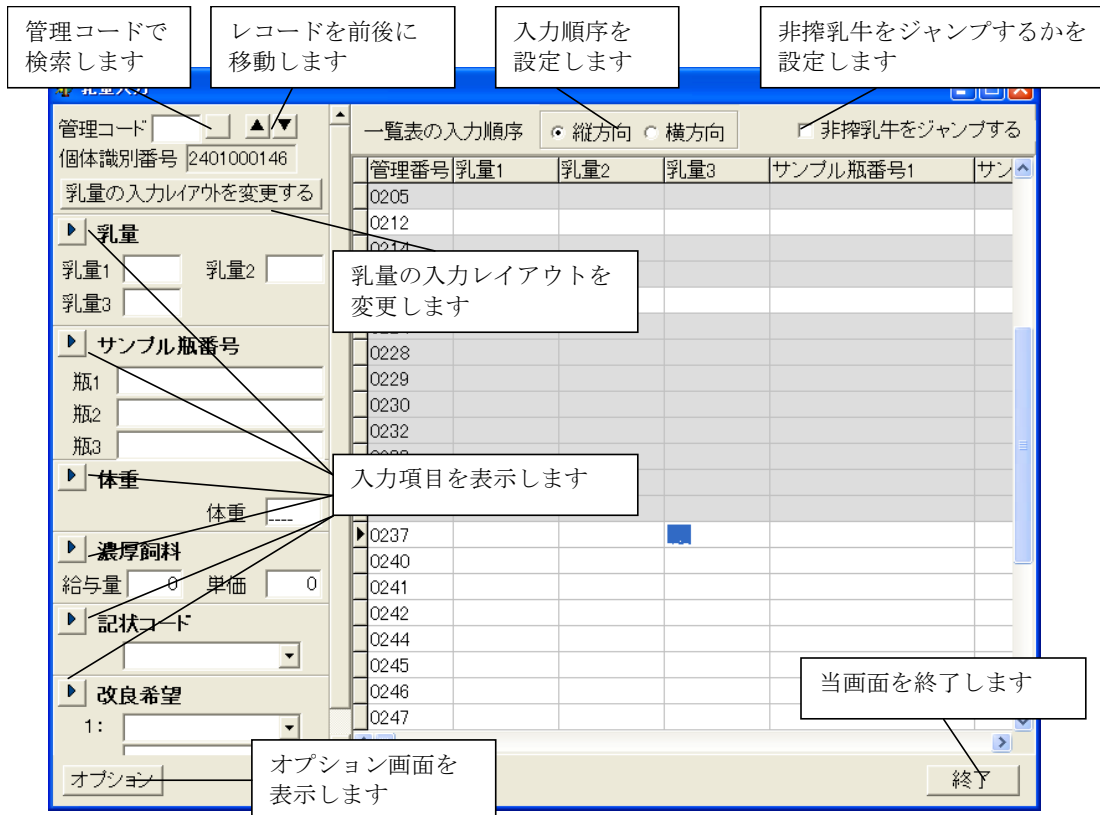 管理コードで
検索します
レコードを前後に
移動します
入力順序を
設定します
非搾乳牛をジャンプするかを
設定します
管理コード
個体識別番号 2401000146
乳量の入力レイアウトを変更する
乳量
乳量1 乳量2
乳量3
サンプル瓶番号
瓶1
瓶2
瓶3
体重
体重
濃厚飼料
給与量 0 単価 0
記状コード
改良希望
1:
オプション
一覧表の入力順序 縦方向 横方向 非搾乳牛をジャンプする
管理番号 乳量1 乳量2 乳量3 サンプル瓶番号1 サン
0205
0212
0214
乳量の入力レイアウトを
変更します
0228
0229
0230
0232
入力項目を表示します
0237
0240
0241
0242
0244
0245
0246
0247
当画面を終了します
オプション画面を
表示します
終了